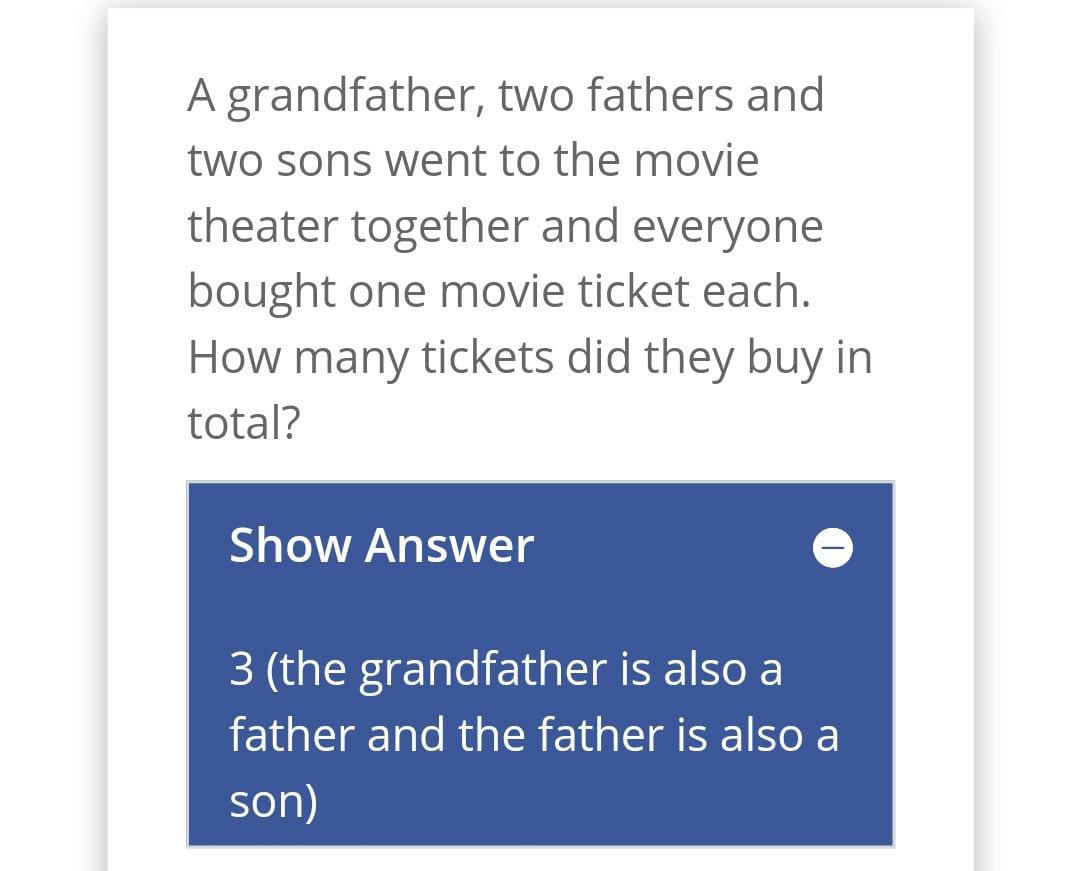 A grandfather, two fathers and
two sons went to the movie
theater together and everyone
bought one movie ticket each.
How many tickets did they buy in
total?
Show Answer
3 (the grandfather is also a
father and the father is also a
son)